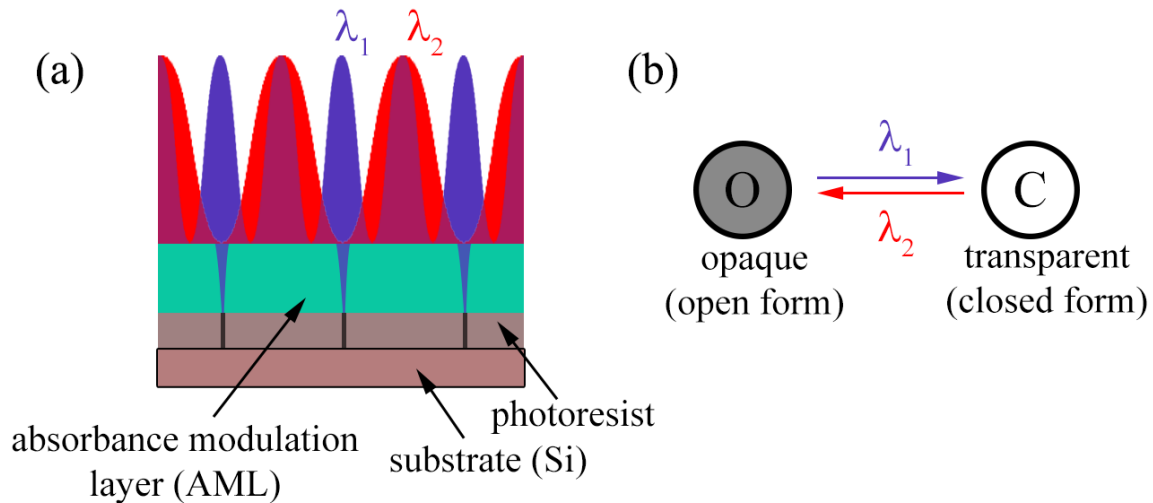 (a)
λ₁
λ₂
absorbance modulation
layer (AML)
substrate (Si)
photoresist
(b)
O
λ₁
λ₂
C
opaque
(open form)
transparent
(closed form)